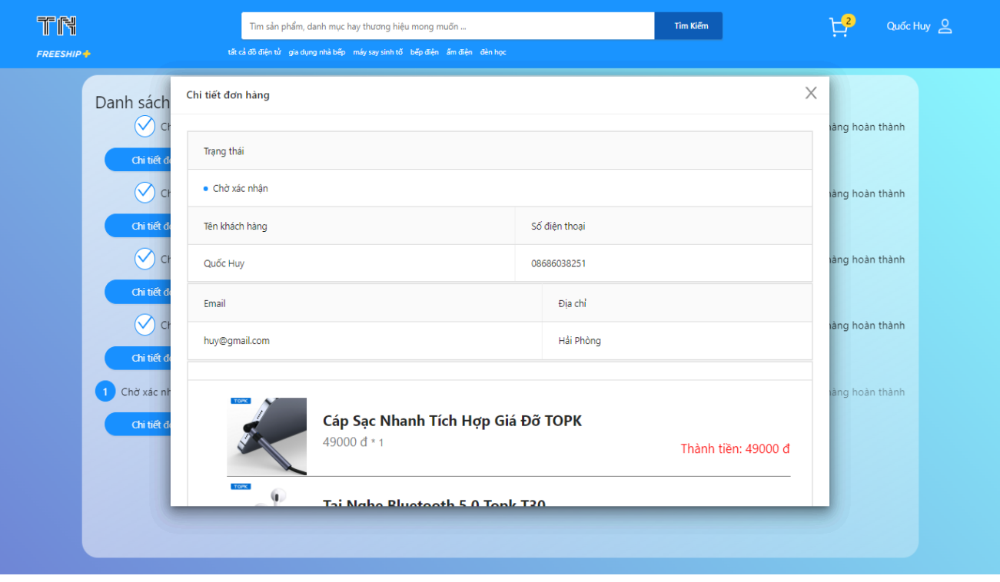 TN
Tìm sản phẩm, danh mục hay thương hiệu mong muốn ...
Tìm Kiếm
2
Quốc Huy
FREESHIP+
tất cả đồ điện tử gia dụng nhà bếp máy say sinh tố bếp điện ấm điện đèn học
Danh sách
Chi tiết đơn hàng
hàng hoàn thành
Chi tiết
Trạng thái
Chờ xác nhận
hàng hoàn thành
Chi tiết
Tên khách hàng
Số điện thoại
hàng hoàn thành
Quốc Huy
08686038251
Chi tiết
Email
Địa chỉ
hàng hoàn thành
huy@gmail.com
Hải Phòng
Chi tiết
1 Chờ xác
hàng hoàn thành
Chi tiết
TOPK
Cáp Sạc Nhanh Tích Hợp Giá Đỡ TOPK
49000 đ * 1
Thành tiền: 49000 đ
TOPK
Tai Nghe Bluetooth 5.0 Topk T30